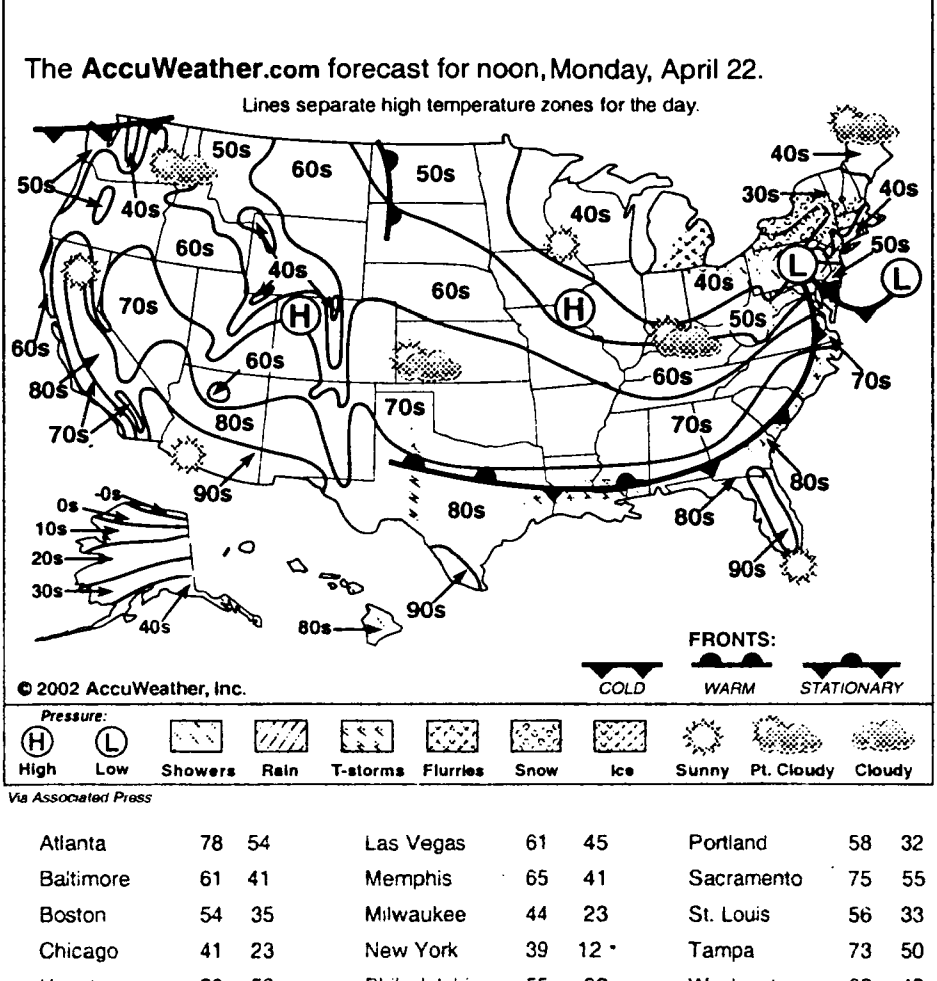 The AccuWeather.com forecast for noon, Monday, April 22.
Lines separate high temperature zones for the day.
50s
60s
50s
40s
40s
50s
40s
30s
40s
60s
40s
50s
L
L
70s
60s
H
H
40s
50s
60s
60s
60s
80s
70s
70s
80s
70s
70s
90s
80s
80s
80s
-0s
0s
10s
20s
30s
40s
80s
90s
90s
FRONTS:
COLD WARM STATIONARY
© 2002 AccuWeather, Inc.
Pressure:
H L
High Low Showers Rain T-storms Flurries Snow Ice Sunny Pt. Cloudy Cloudy
Via Associated Press
Atlanta 78 54 Las Vegas 61 45 Portland 58 32
Baltimore 61 41 Memphis 65 41 Sacramento 75 55
Boston 54 35 Milwaukee 44 23 St. Louis 56 33
Chicago 41 23 New York 39 12 Tampa 73 50